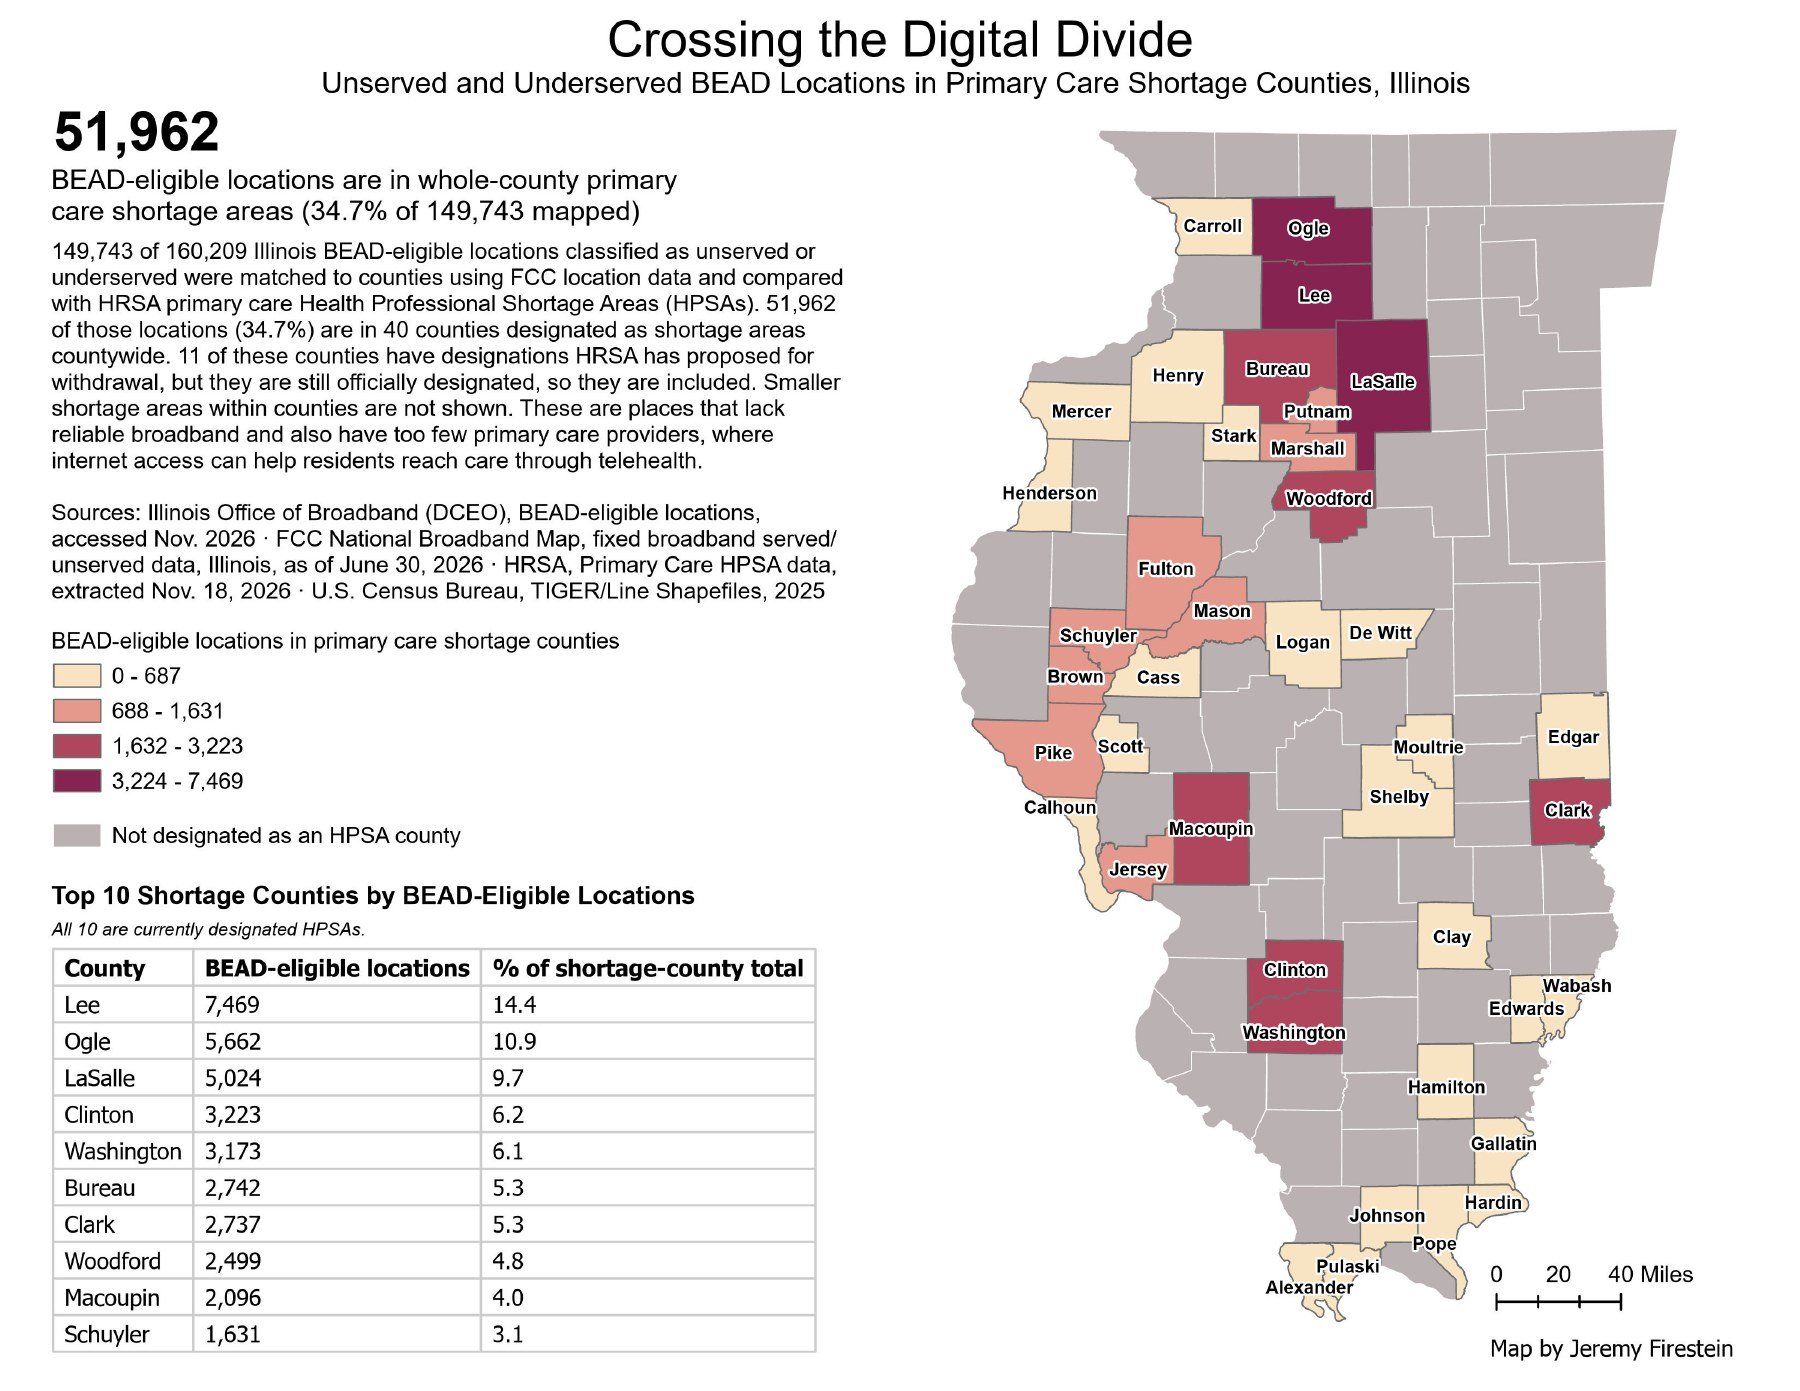 Crossing the Digital Divide
Unserved and Underserved BEAD Locations in Primary Care Shortage Counties, Illinois
51,962
BEAD-eligible locations are in whole-county primary
care shortage areas (34.7% of 149,743 mapped)
149,743 of 160,209 Illinois BEAD-eligible locations classified as unserved or
underserved were matched to counties using FCC location data and compared
with HRSA primary care Health Professional Shortage Areas (HPSAs). 51,962
of those locations (34.7%) are in 40 counties designated as shortage areas
countywide. 11 of these counties have designations HRSA has proposed for
withdrawal, but they are still officially designated, so they are included. Smaller
shortage areas within counties are not shown. These are places that lack
reliable broadband and also have too few primary care providers, where
internet access can help residents reach care through telehealth.
Sources: Illinois Office of Broadband (DCEO), BEAD-eligible locations,
accessed Nov. 2026 · FCC National Broadband Map, fixed broadband served/
unserved data, Illinois, as of June 30, 2026 · HRSA, Primary Care HPSA data,
extracted Nov. 18, 2026 · U.S. Census Bureau, TIGER/Line Shapefiles, 2025
BEAD-eligible locations in primary care shortage counties
0 - 687
688 - 1,631
1,632 - 3,223
3,224 - 7,469
Not designated as an HPSA county
Top 10 Shortage Counties by BEAD-Eligible Locations
All 10 are currently designated HPSAs.
County BEAD-eligible locations % of shortage-county total
Lee 7,469 14.4
Ogle 5,662 10.9
LaSalle 5,024 9.7
Clinton 3,223 6.2
Washington 3,173 6.1
Bureau 2,742 5.3
Clark 2,737 5.3
Woodford 2,499 4.8
Macoupin 2,096 4.0
Schuyler 1,631 3.1
Carroll
Ogle
Lee
Bureau
Henry
LaSalle
Mercer
Putnam
Stark
Marshall
Henderson
Woodford
Fulton
Mason
Schuyler
Logan
De Witt
Brown
Cass
Pike
Scott
Moultrie
Edgar
Shelby
Calhoun
Clark
Macoupin
Jersey
Clay
Clinton
Wabash
Edwards
Washington
Hamilton
Gallatin
Hardin
Johnson
Pope
Pulaski
Alexander
0 20 40 Miles
Map by Jeremy Firestein